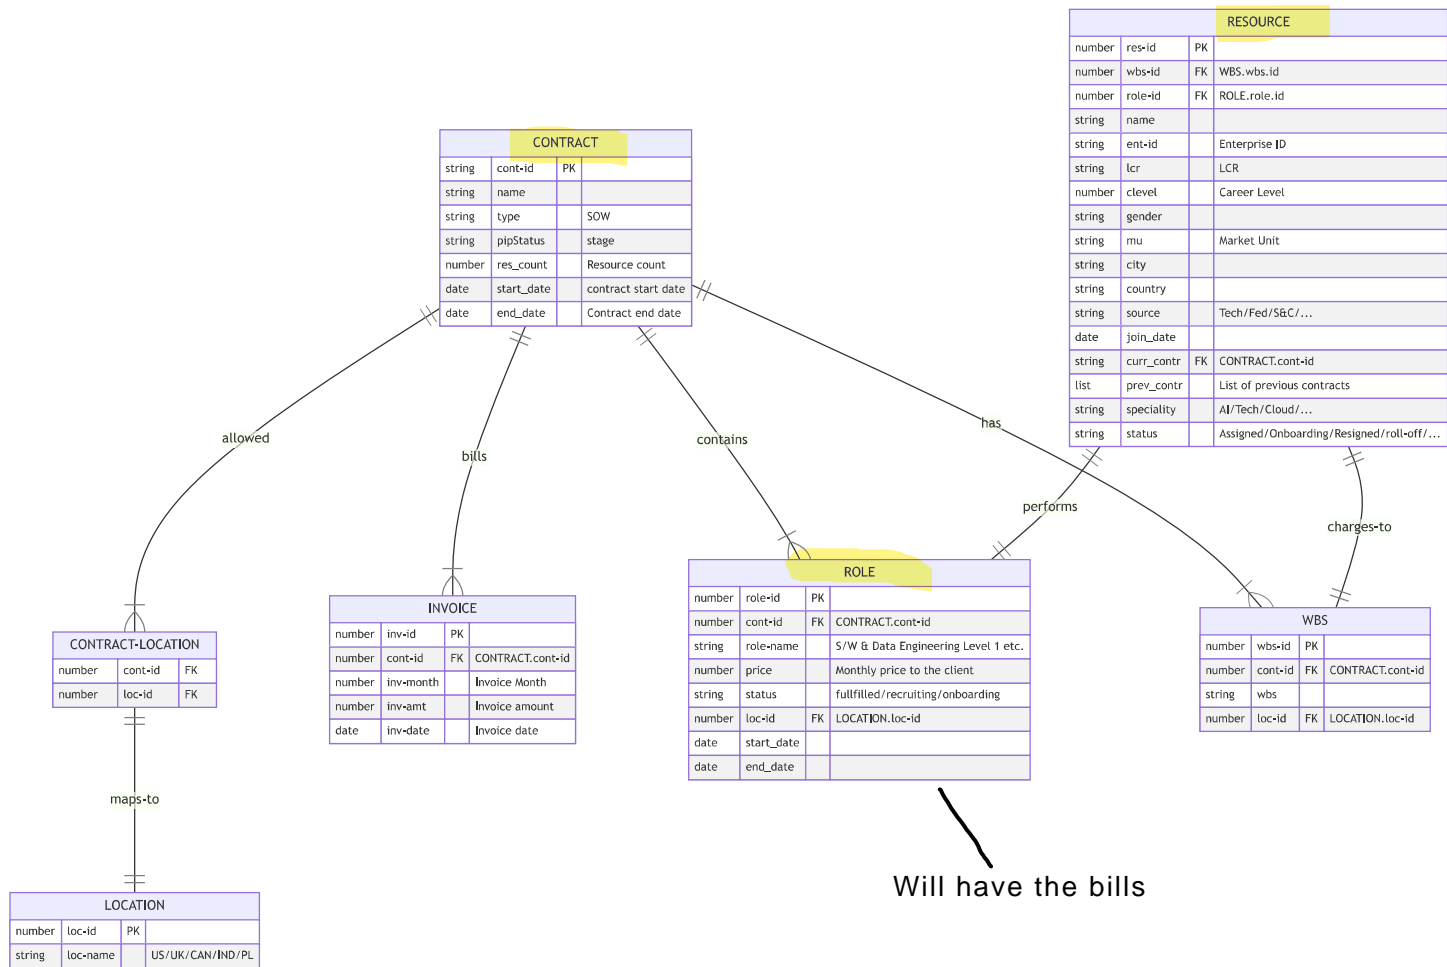 RESOURCE
number res-id PK
number wbs-id FK WBS.wbs.id
number role-id FK ROLE.role.id
string name
string ent-id Enterprise ID
string lcr LCR
number clevel Career Level
string gender
string mu Market Unit
string city
string country
string source Tech/Fed/S&C/...
date join_date
string curr_contr FK CONTRACT.cont-id
list prev_contr List of previous contracts
string speciality AI/Tech/Cloud/...
string status Assigned/Onboarding/Resigned/roll-off/...
CONTRACT
string cont-id PK
string name
string type SOW
string pipStatus stage
number res_count Resource count
date start_date contract start date
date end_date Contract end date
allowed
bills
contains
has
performs
charges-to
CONTRACT-LOCATION
number cont-id FK
number loc-id FK
INVOICE
number inv-id PK
number cont-id FK CONTRACT.cont-id
number inv-month Invoice Month
number inv-amt Invoice amount
date inv-date Invoice date
ROLE
number role-id PK
number cont-id FK CONTRACT.cont-id
string role-name S/W & Data Engineering Level 1 etc.
number price Monthly price to the client
string status fullfilled/recruiting/onboarding
number loc-id FK LOCATION.loc-id
date start_date
date end_date
WBS
number wbs-id PK
number cont-id FK CONTRACT.cont-id
string wbs
number loc-id FK LOCATION.loc-id
maps-to
Will have the bills
LOCATION
number loc-id PK
string loc-name US/UK/CAN/IND/PL